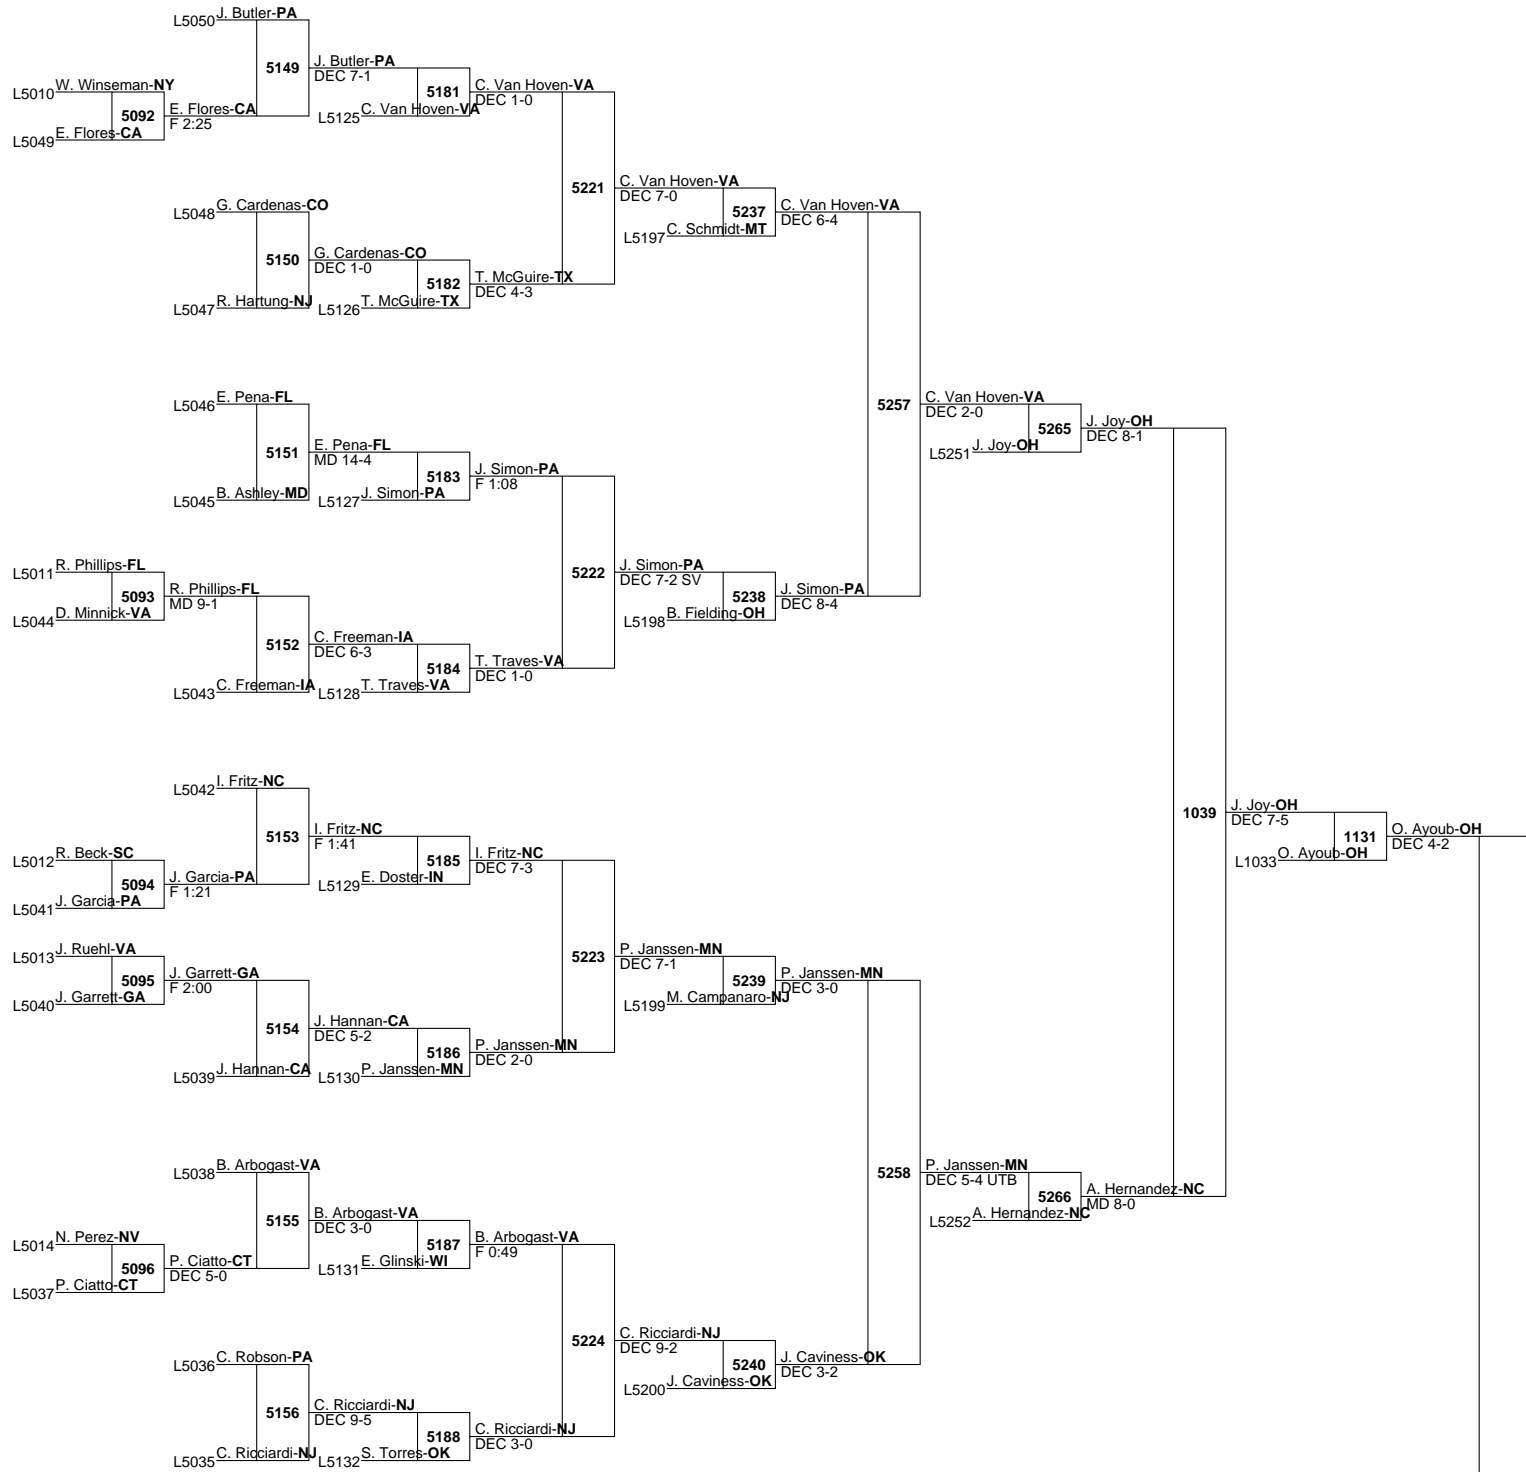 L5050 J. Butler-PA
5149
J. Butler-PA
DEC 7-1
5181
C. Van Hoven-VA
DEC 1-0
L5010 W. Winseman-NY
5092
E. Flores-CA
F 2:25
L5049 E. Flores-CA
L5125 C. Van Hoven-VA
5221
C. Van Hoven-VA
DEC 7-0
5237
C. Van Hoven-VA
DEC 6-4
L5197 C. Schmidt-MT
L5048 G. Cardenas-CO
5150
G. Cardenas-CO
DEC 1-0
5182
T. McGuire-TX
DEC 4-3
L5047 R. Hartung-NJ
L5126 T. McGuire-TX
5257
C. Van Hoven-VA
DEC 2-0
5265
J. Joy-OH
DEC 8-1
L5251 J. Joy-OH
L5046 E. Pena-FL
5151
E. Pena-FL
MD 14-4
5183
J. Simon-PA
F 1:08
L5045 B. Ashley-MD
L5127 J. Simon-PA
5222
J. Simon-PA
DEC 7-2 SV
5238
J. Simon-PA
DEC 8-4
L5198 B. Fielding-OH
L5011 R. Phillips-FL
5093
R. Phillips-FL
MD 9-1
L5044 D. Minnick-VA
5152
C. Freeman-IA
DEC 6-3
5184
T. Traves-VA
DEC 1-0
L5043 C. Freeman-IA
L5128 T. Traves-VA
1039
J. Joy-OH
DEC 7-5
1131
O. Ayoub-OH
DEC 4-2
L1033 O. Ayoub-OH
L5042 I. Fritz-NC
5153
I. Fritz-NC
F 1:41
5185
I. Fritz-NC
DEC 7-3
L5012 R. Beck-SC
5094
J. Garcia-PA
F 1:21
L5041 J. Garcia-PA
L5129 E. Doster-IN
5223
P. Janssen-MN
DEC 7-1
5239
P. Janssen-MN
DEC 3-0
L5199 M. Campanaro-NJ
L5013 J. Ruehl-VA
5095
J. Garrett-GA
F 2:00
L5040 J. Garrett-GA
5154
J. Hannan-CA
DEC 5-2
5186
P. Janssen-MN
DEC 2-0
L5039 J. Hannan-CA
L5130 P. Janssen-MN
5258
P. Janssen-MN
DEC 5-4 UTB
5266
A. Hernandez-NC
MD 8-0
L5252 A. Hernandez-NC
L5038 B. Arbogast-VA
5155
B. Arbogast-VA
DEC 3-0
5187
B. Arbogast-VA
F 0:49
L5014 N. Perez-NV
5096
P. Ciatto-CT
DEC 5-0
L5037 P. Ciatto-CT
L5131 E. Glinski-WI
5224
C. Ricciardi-NJ
DEC 9-2
5240
J. Caviness-OK
DEC 3-2
L5200 J. Caviness-OK
L5036 C. Robson-PA
5156
C. Ricciardi-NJ
DEC 9-5
5188
C. Ricciardi-NJ
DEC 3-0
L5035 C. Ricciardi-NJ
L5132 S. Torres-OK